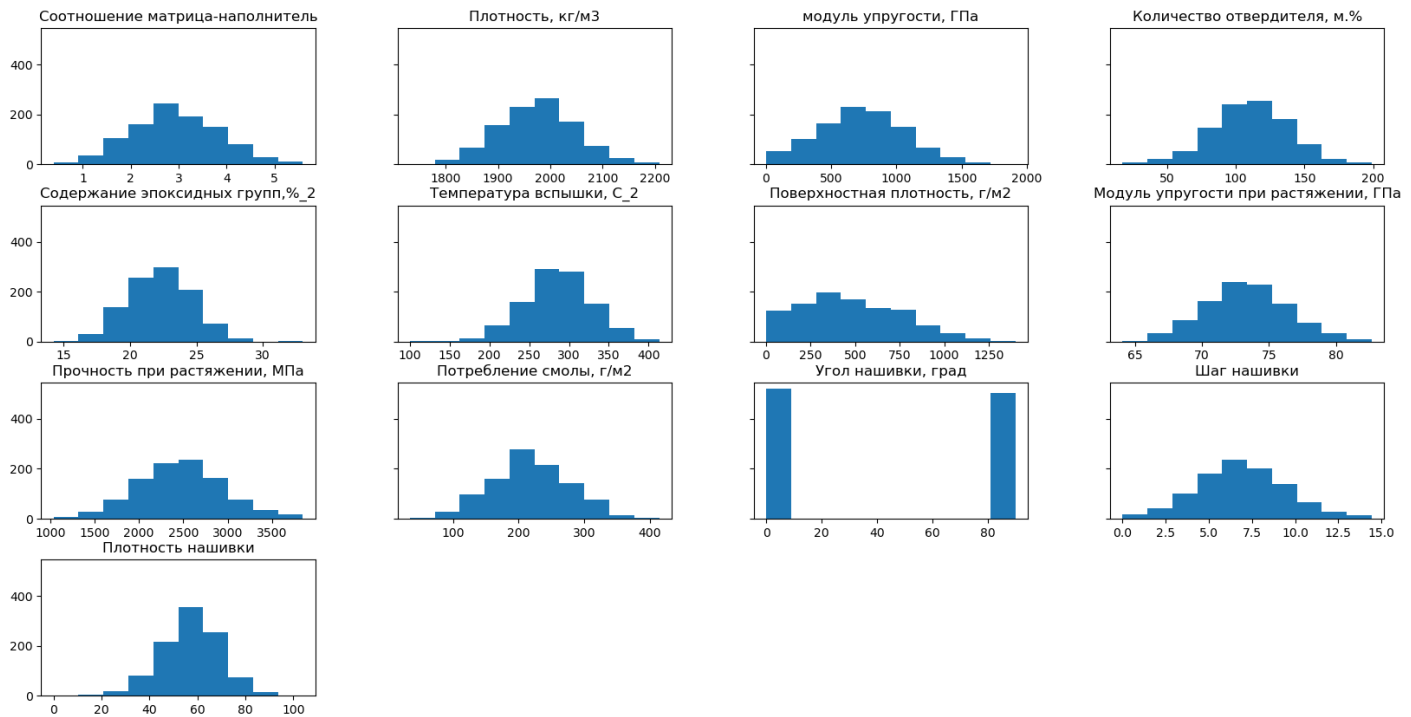 Соотношение матрица-наполнитель
Плотность, кг/м3
модуль упругости, ГПа
Количество отвердителя, м.%
400
200
0
1 2 3 4 5
1800 1900 2000 2100 2200
0 500 1000 1500 2000
50 100 150 200
Содержание эпоксидных групп,%_2
Температура вспышки, С_2
Поверхностная плотность, г/м2
Модуль упругости при растяжении, ГПа
400
200
0
15 20 25 30
100 150 200 250 300 350 400
0 250 500 750 1000 1250
65 70 75 80
Прочность при растяжении, МПа
Потребление смолы, г/м2
Угол нашивки, град
Шаг нашивки
400
200
0
1000 1500 2000 2500 3000 3500
100 200 300 400
0 20 40 60 80
0.0 2.5 5.0 7.5 10.0 12.5 15.0
Плотность нашивки
400
200
0
0 20 40 60 80 100